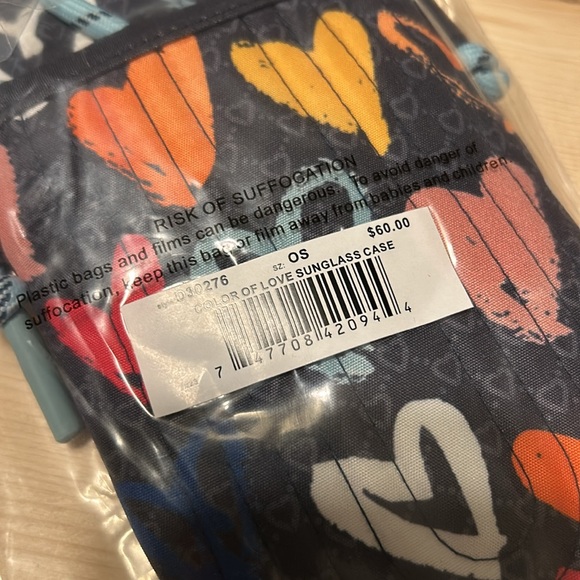 RISK OF SUFFOCATION
Plastic bags and films can be dangerous. To avoid danger of
suffocation, keep this bag or film away from babies and children.
SZ: OS $60.00
COLOR OF LOVE SUNGLASS CASE
7 47708 42094 4